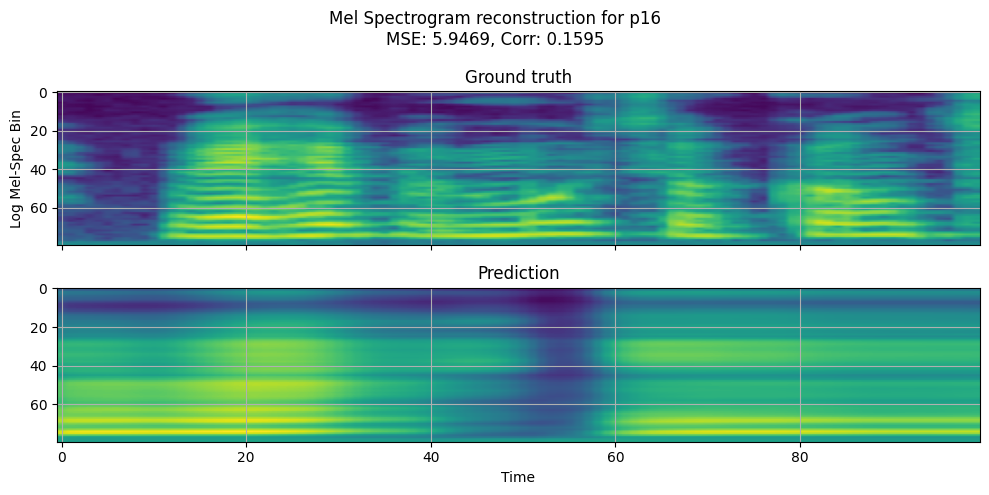 Mel Spectrogram reconstruction for p16
MSE: 5.9469, Corr: 0.1595
Ground truth
0
20
40
60
Log Mel-Spec Bin
Prediction
0
20
40
60
0 20 40 60 80
Time